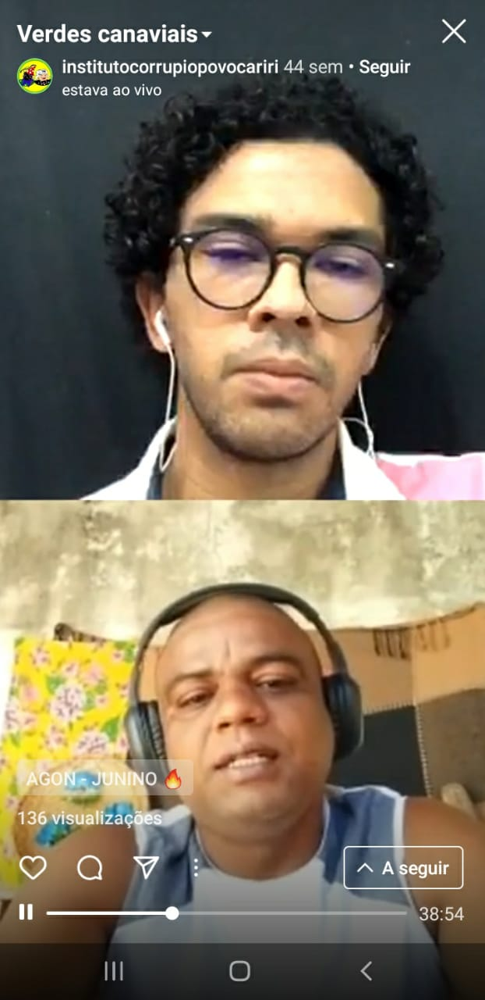 Verdes canaviais
institutocorrupiopovocariri 44 sem • Seguir
estava ao vivo
AGON - JUNINO 🔥
136 visualizações
A seguir
38:54